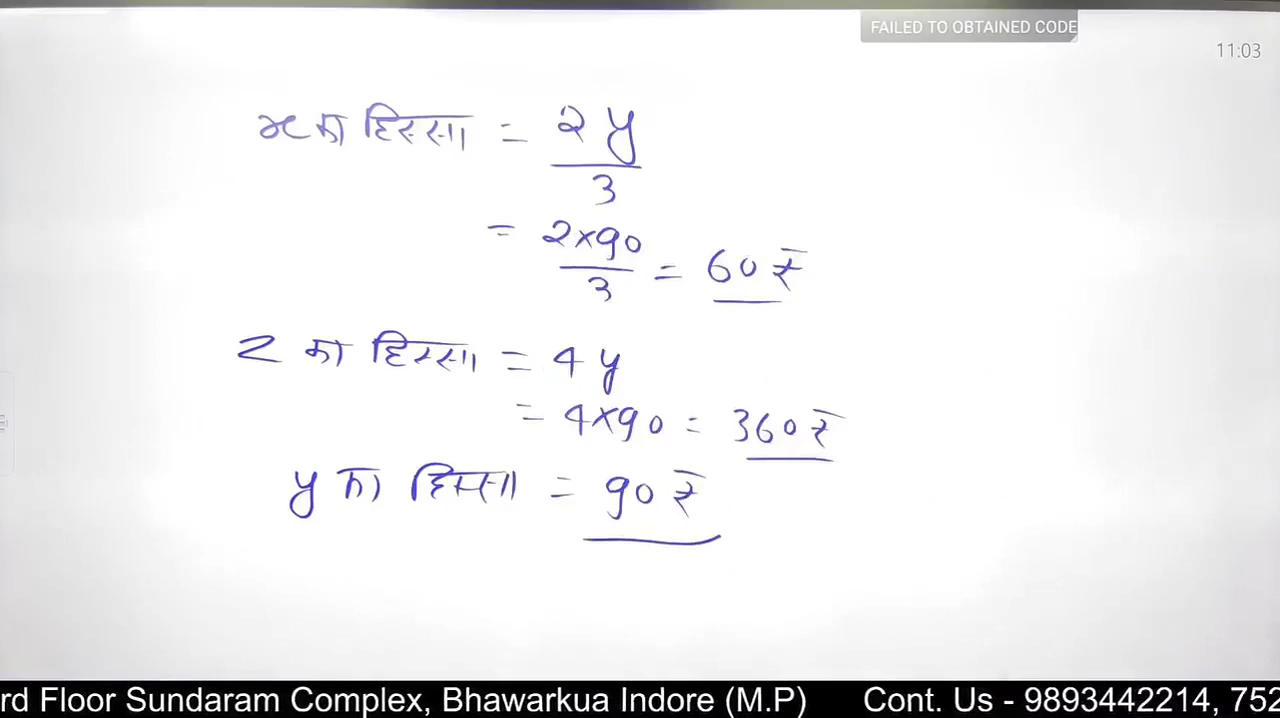 FAILED TO OBTAINED CODE
11:03
x का हिस्सा = 2y
3
= 2×90
3
= 60 ₹
z का हिस्सा = 4y
= 4×90 = 360 ₹
y का हिस्सा = 90 ₹
rd Floor Sundaram Complex, Bhawarkua Indore (M.P) Cont. Us - 9893442214, 752